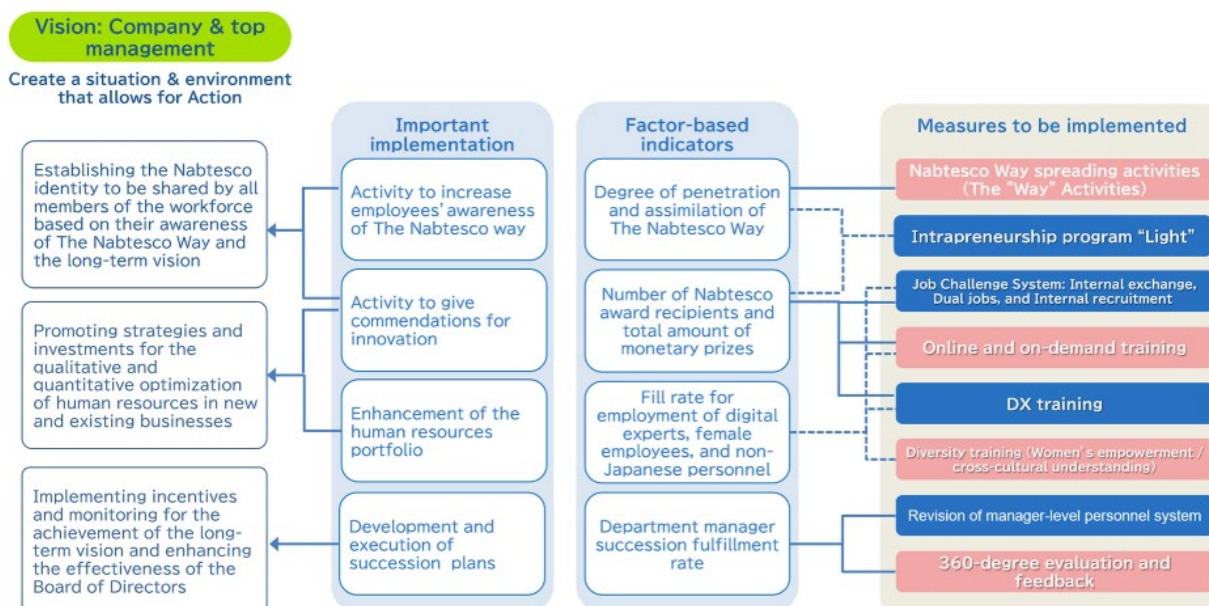 Vision: Company & top
management
Create a situation & environment
that allows for Action
Establishing the Nabtesco
identity to be shared by all
members of the workforce
based on their awareness
of The Nabtesco Way and
the long-term vision
Promoting strategies and
investments for the
qualitative and
quantitative optimization
of human resources in new
and existing businesses
Implementing incentives
and monitoring for the
achievement of the long-
term vision and enhancing
the effectiveness of the
Board of Directors
Important
implementation
Activity to increase
employees' awareness
of The Nabtesco way
Activity to give
commendations for
innovation
Enhancement of the
human resources
portfolio
Development and
execution of
succession plans
Factor-based
indicators
Degree of penetration
and assimilation of
The Nabtesco Way
Number of Nabtesco
award recipients and
total amount of
monetary prizes
Fill rate for
employment of digital
experts, female
employees, and non-
Japanese personnel
Department manager
succession fulfillment
rate
Measures to be implemented
Nabtesco Way spreading activities
(The "Way" Activities)
Intrapreneurship program “Light”
Job Challenge System: Internal exchange,
Dual jobs, and Internal recruitment
Online and on-demand training
DX training
Diversity training (Women's empowerment /
cross-cultural understanding)
Revision of manager-level personnel system
360-degree evaluation and
feedback